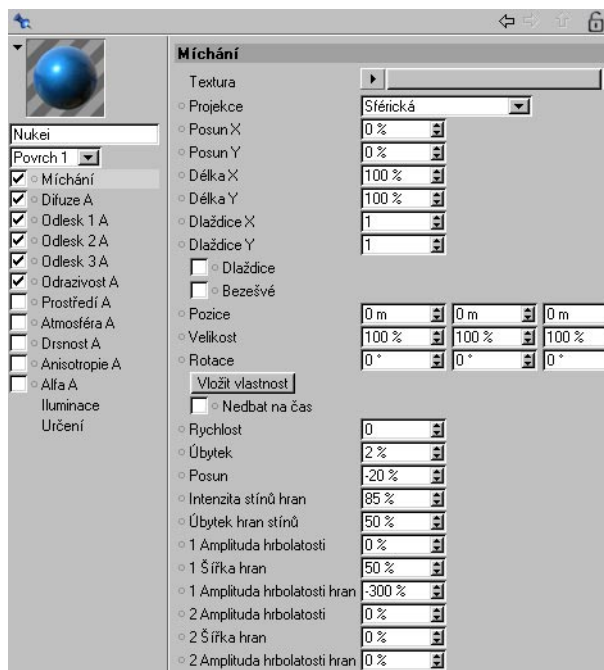 Nukei
Povrch 1
Míchání
Difuze A
Odlesk 1 A
Odlesk 2 A
Odlesk 3 A
Odrazivost A
Prostředí A
Atmosféra A
Drsnost A
Anisotropie A
Alfa A
Iluminace
Určení
Míchání
Textura
Projekce Sférická
Posun X 0 %
Posun Y 0 %
Délka X 100 %
Délka Y 100 %
Dlaždice X 1
Dlaždice Y 1
Dlaždice
Bezešvé
Pozice 0 m 0 m 0 m
Velikost 100 % 100 % 100 %
Rotace 0 ° 0 ° 0 °
Vložit vlastnost
Nedbat na čas
Rychlost 0
Úbytek 2 %
Posun -20 %
Intenzita stínů hran 85 %
Úbytek hran stínů 50 %
1 Amplituda hrbolatosti 0 %
1 Šířka hran 50 %
1 Amplituda hrbolatosti hran -300 %
2 Amplituda hrbolatosti 0 %
2 Šířka hran 0 %
2 Amplituda hrbolatosti hran 0 %